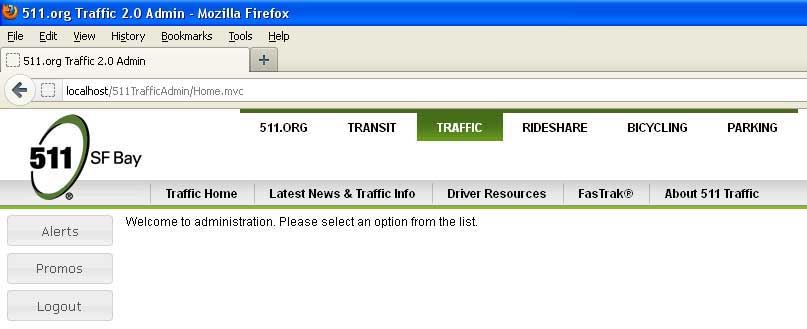 511.org Traffic 2.0 Admin - Mozilla Firefox
File Edit View History Bookmarks Tools Help
511.org Traffic 2.0 Admin +
localhost/511TrafficAdmin/Home.mvc
511.ORG TRANSIT TRAFFIC RIDESHARE BICYCLING PARKING
511 SF Bay ®
Traffic Home Latest News & Traffic Info Driver Resources FasTrak® About 511 Traffic
Alerts
Welcome to administration. Please select an option from the list.
Promos
Logout